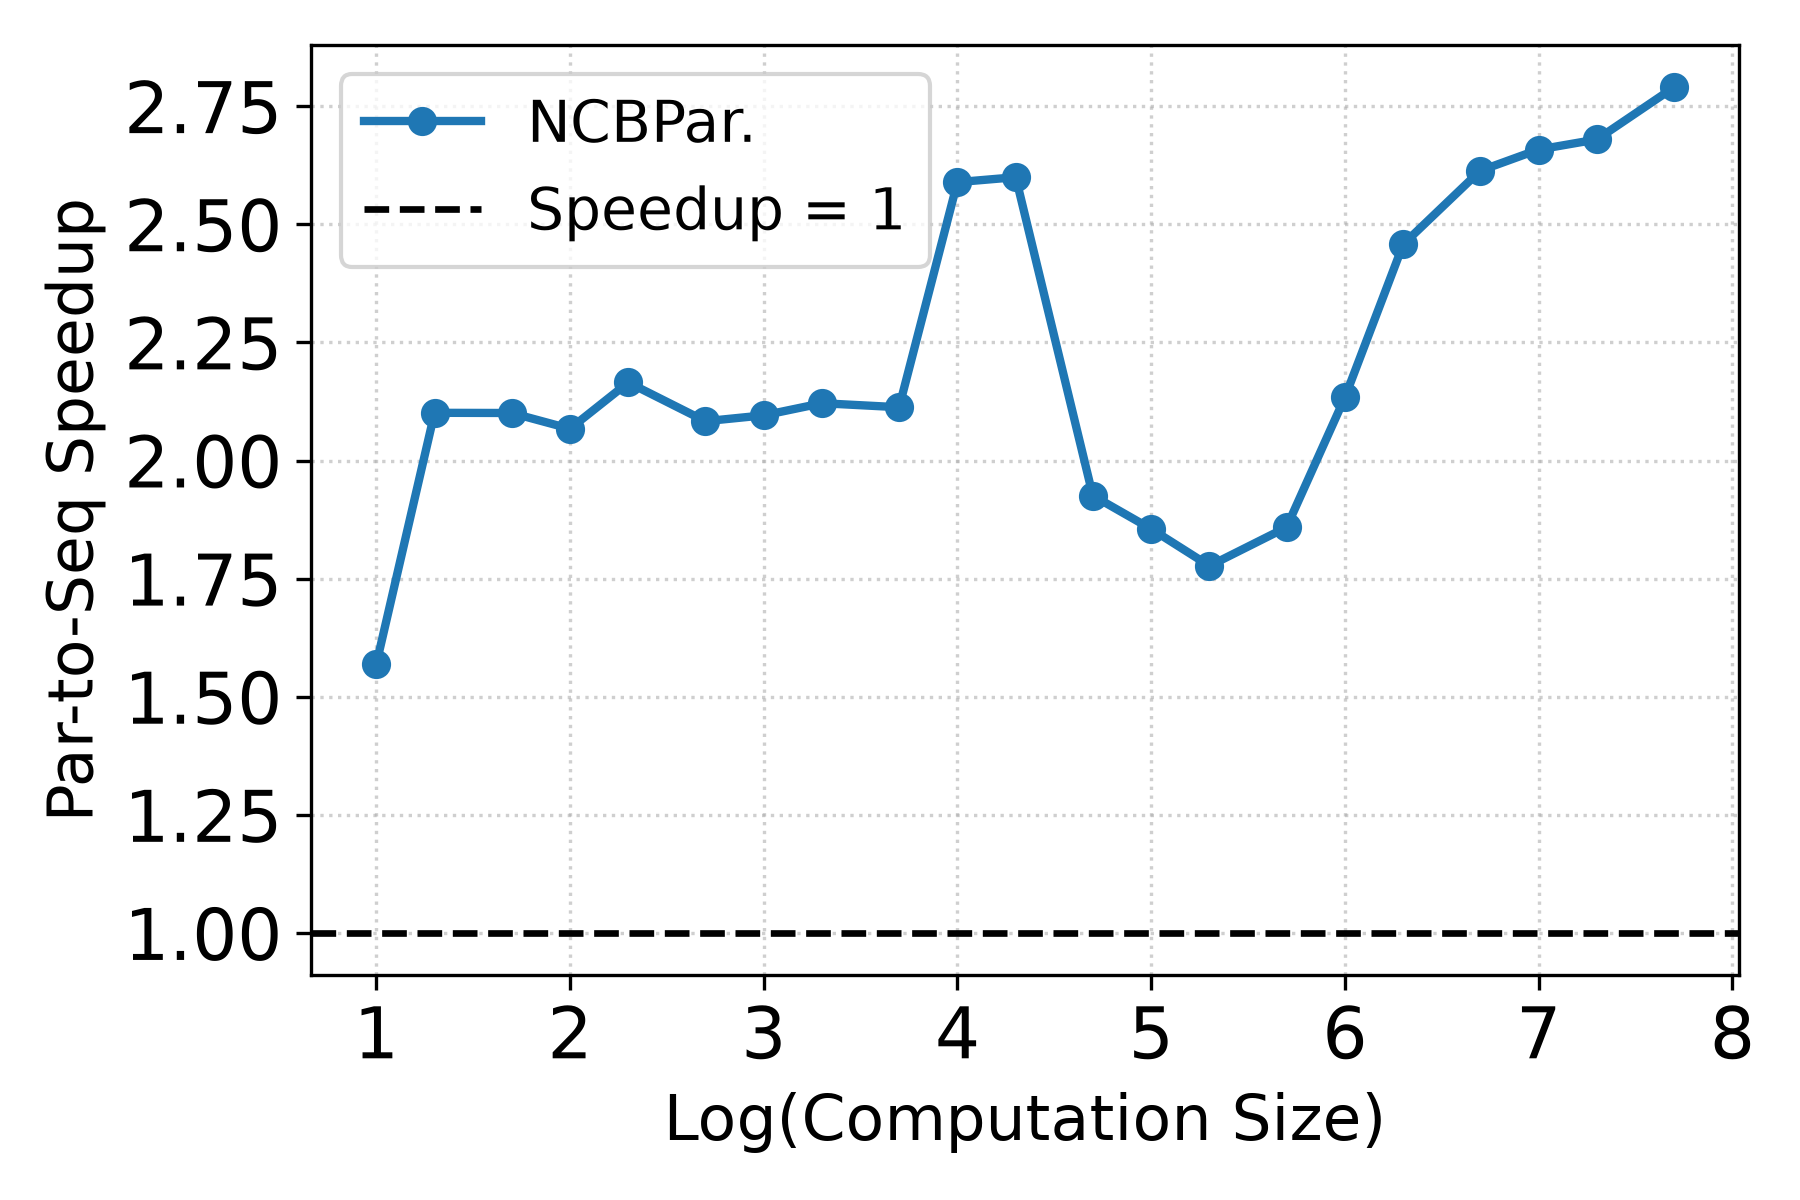 NCBPar.
Speedup = 1
Par-to-Seq Speedup
2.75
2.50
2.25
2.00
1.75
1.50
1.25
1.00
1 2 3 4 5 6 7 8
Log(Computation Size)